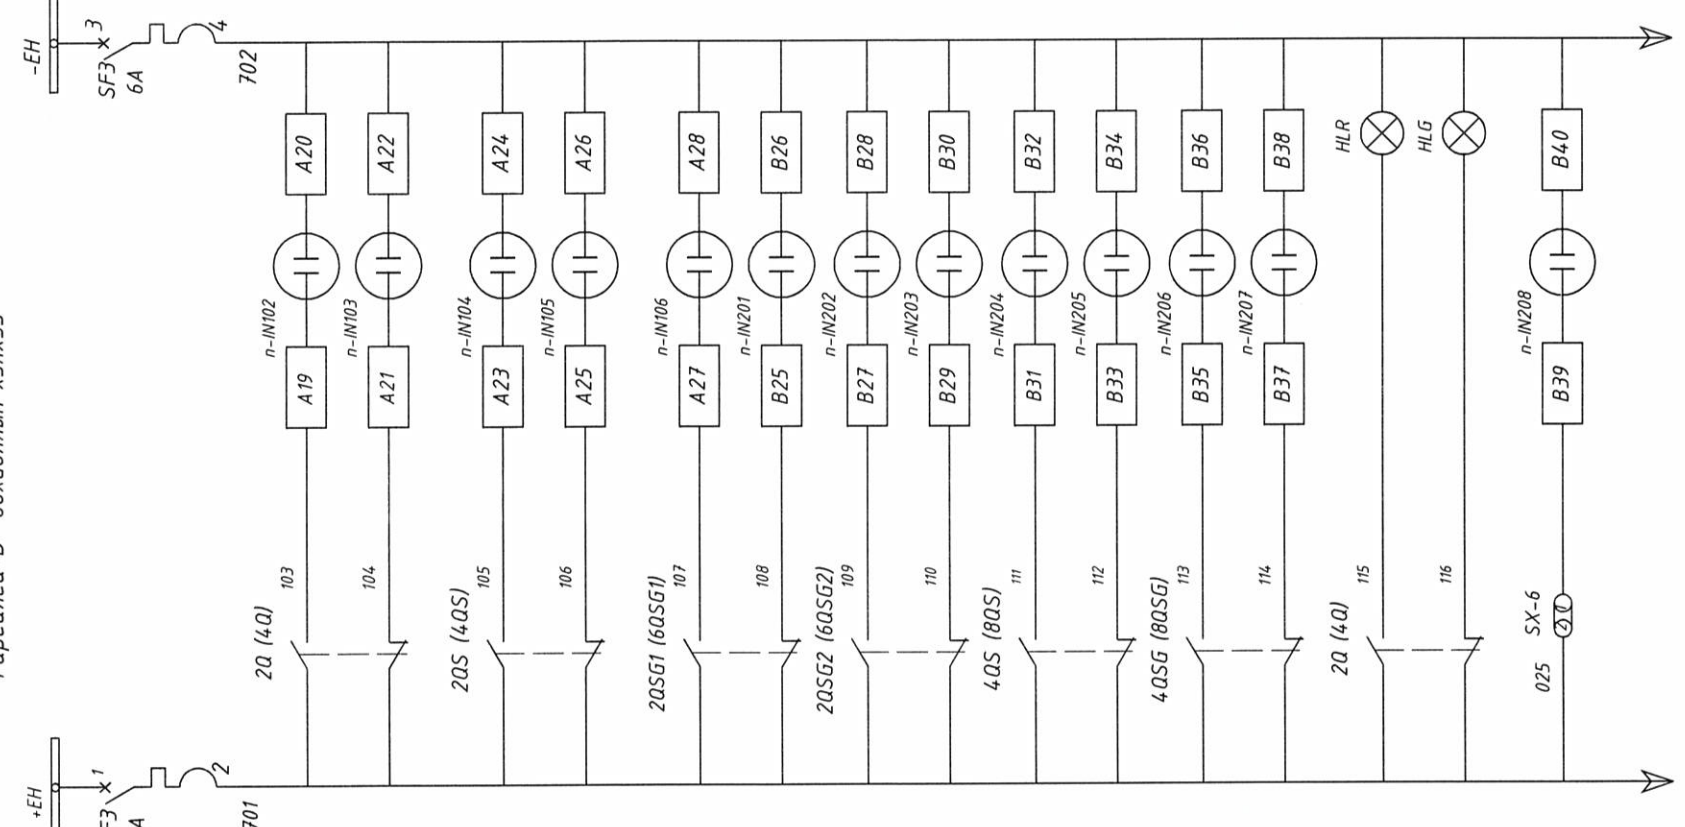 -EH
3
SF3
6A
4
702
A20
A22
A24
A26
A28
B26
B28
B30
B32
B34
B36
B38
HLR
HLG
B40
n-IN102
n-IN103
n-IN104
n-IN105
n-IN106
n-IN201
n-IN202
n-IN203
n-IN204
n-IN205
n-IN206
n-IN207
n-IN208
A19
A21
A23
A25
A27
B25
B27
B29
B31
B33
B35
B37
B39
103
104
105
106
107
108
109
110
111
112
113
114
115
116
2Q (4Q)
2QS (4QS)
2QSG1 (6QSG1)
2QSG2 (6QSG2)
4QS (8QS)
4QSG (8QSG)
2Q (4Q)
SX-6
2
1
025
+EH
1
2
701